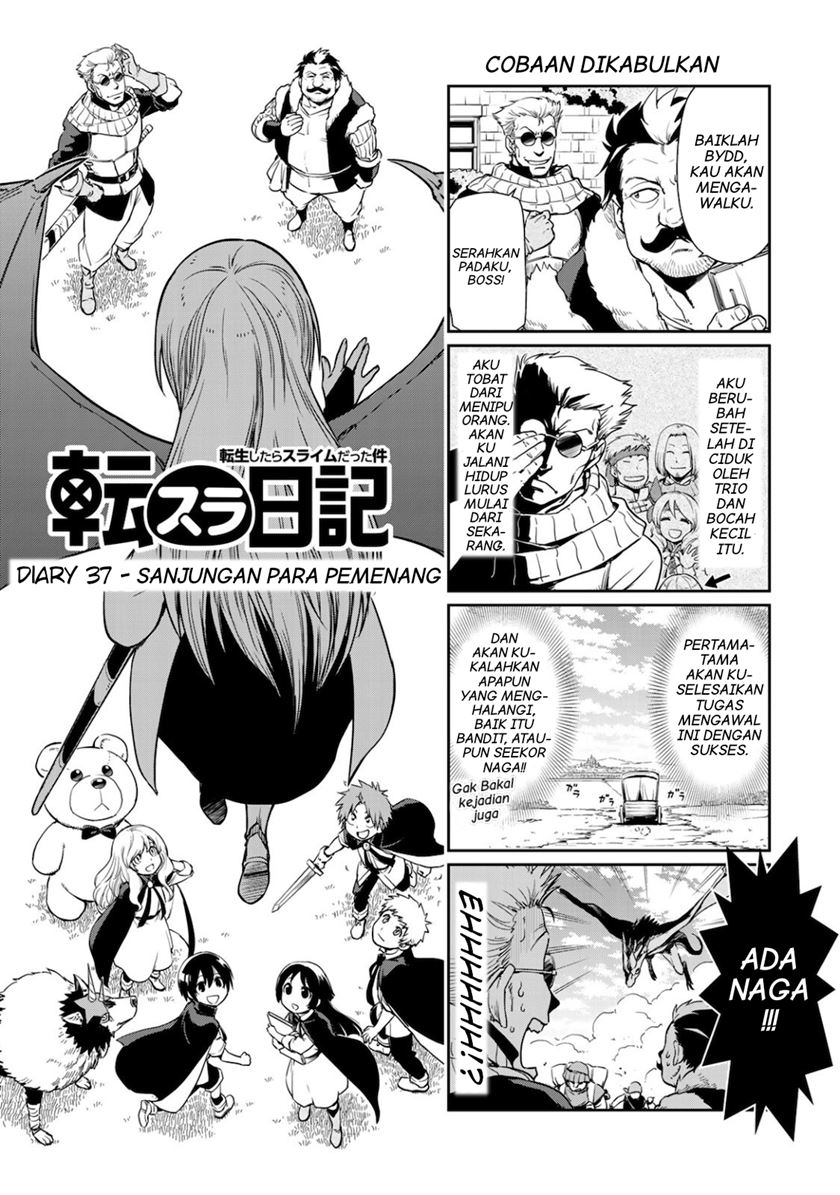 転生したらスライムだった件
転スラ日記
DIARY 37 - SANJUNGAN PARA PEMENANG
COBAAN DIKABULKAN
BAIKLAH
BYDD,
KAU AKAN
MENGA-
WALKU.
SERAHKAN
PADAKU,
BOSS!
AKU
BERU-
BAH
SETE-
LAH DI
CIDUK
OLEH
TRIO
DAN
BOCAH
KECIL
ITU.
AKU
TOBAT
DARI
MENIPU
ORANG.
AKAN
KU
JALANI
HIDUP
LURUS
MULAI
DARI
SEKA-
RANG.
PERTAMA-
TAMA
AKAN KU-
SELESAIKAN
TUGAS
MENGAWAL
INI DENGAN
SUKSES.
DAN
AKAN KU-
KALAHKAN
APAPUN
YANG MENG-
HALANGI,
BAIK ITU
BANDIT, ATAU-
PUN SEEKOR
NAGA!!
Gak Bakal
kejadian
juga
ガラ
ガラ
ADA
NAGA
!!!
EHHHHHH!?